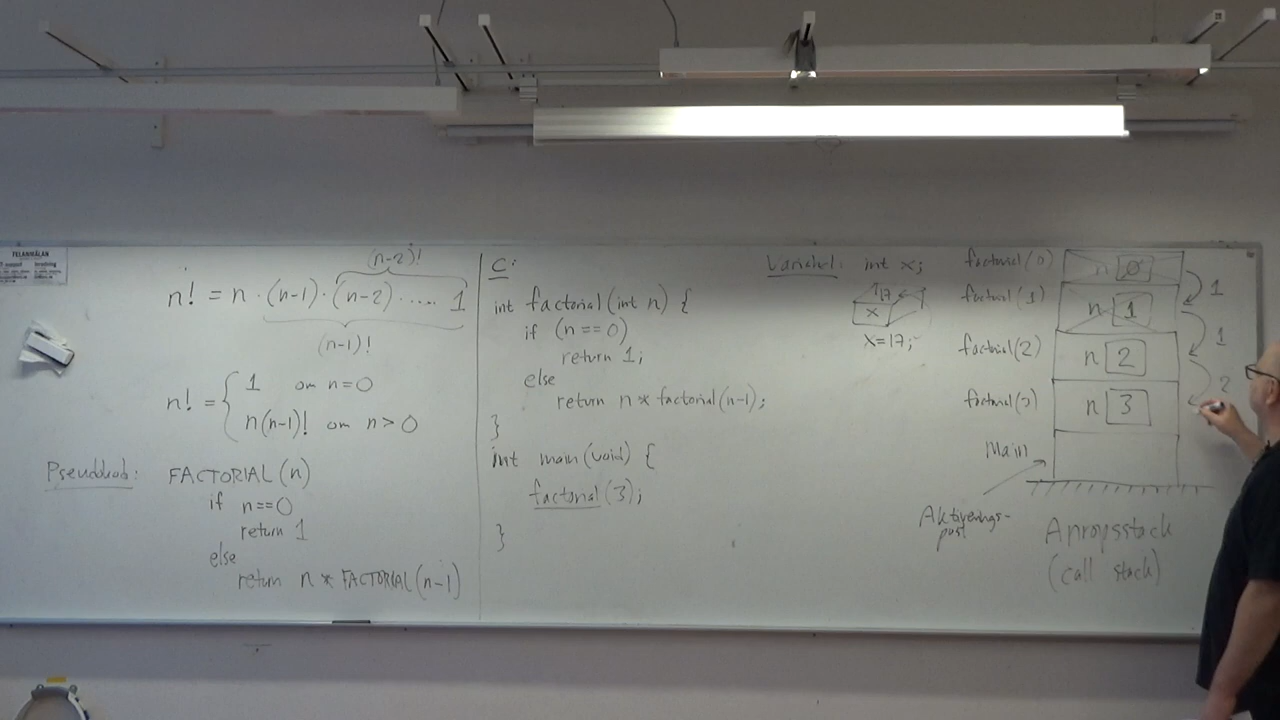 TELANMÄLAN
(n-2)!
n! = n · (n-1) · (n-2) ..... 1
(n-1)!
n! = { 1 om n=0
n(n-1)! om n>0
Pseudokod: FACTORIAL (n)
if n==0
return 1
else
return n * FACTORIAL (n-1)
C:
int factorial (int n) {
if (n == 0)
return 1;
else
return n * factorial (n-1);
}
int main (void) {
factorial (3);
}
Variabel: int x;
17
x
x=17;
factorial (0) n 0
1
factorial (1) n 1
1
factorial (2) n 2
2
factorial (3) n 3
Main
Aktiverings-
post
Anropsstack
(call stack)